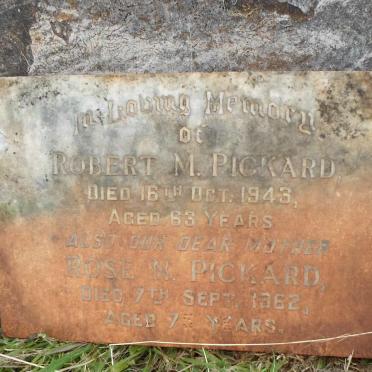 In Loving Memory
of
ROBERT M. PICKARD,
DIED 16TH OCT. 1943,
AGED 63 YEARS
ALSO OUR DEAR MOTHER
ROSE N. PICKARD,
DIED 7TH SEPT. 1962,
AGED YEARS.